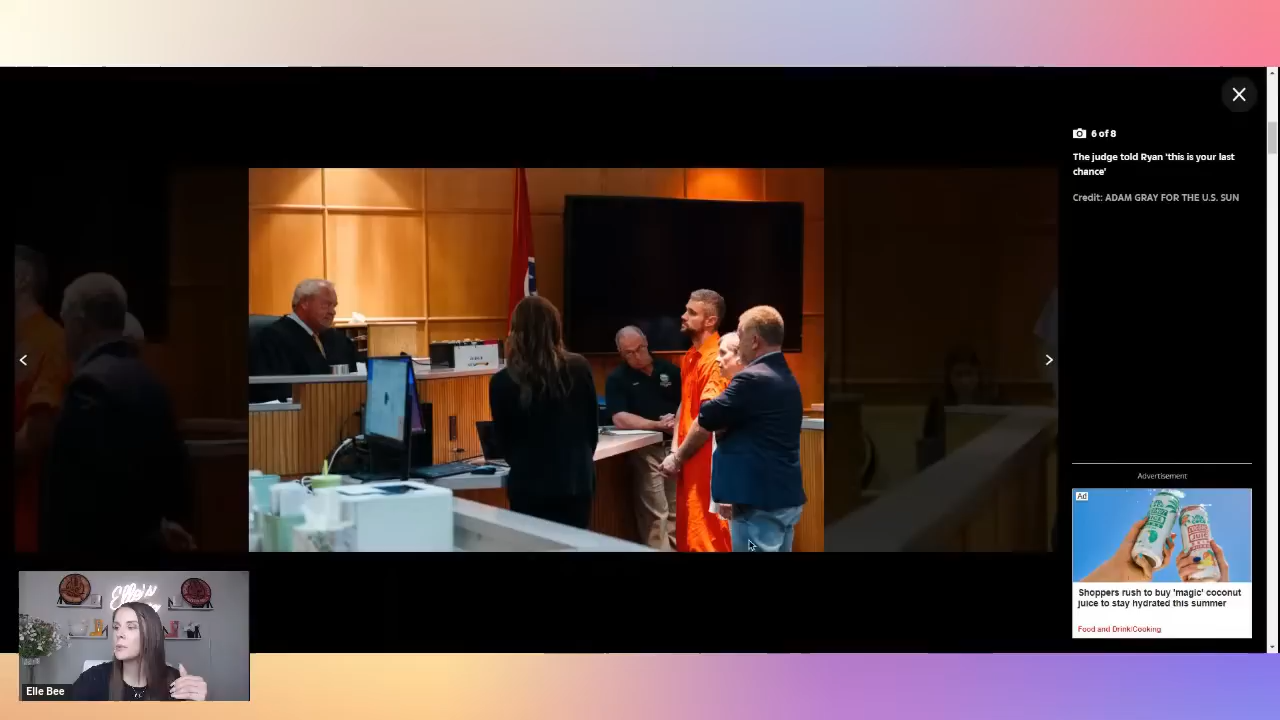 6 of 8
The judge told Ryan 'this is your last
chance'
Credit: ADAM GRAY FOR THE U.S. SUN
Advertisement
Ad
Shoppers rush to buy 'magic' coconut
juice to stay hydrated this summer
Food and Drink|Cooking
Elle's
Elle Bee